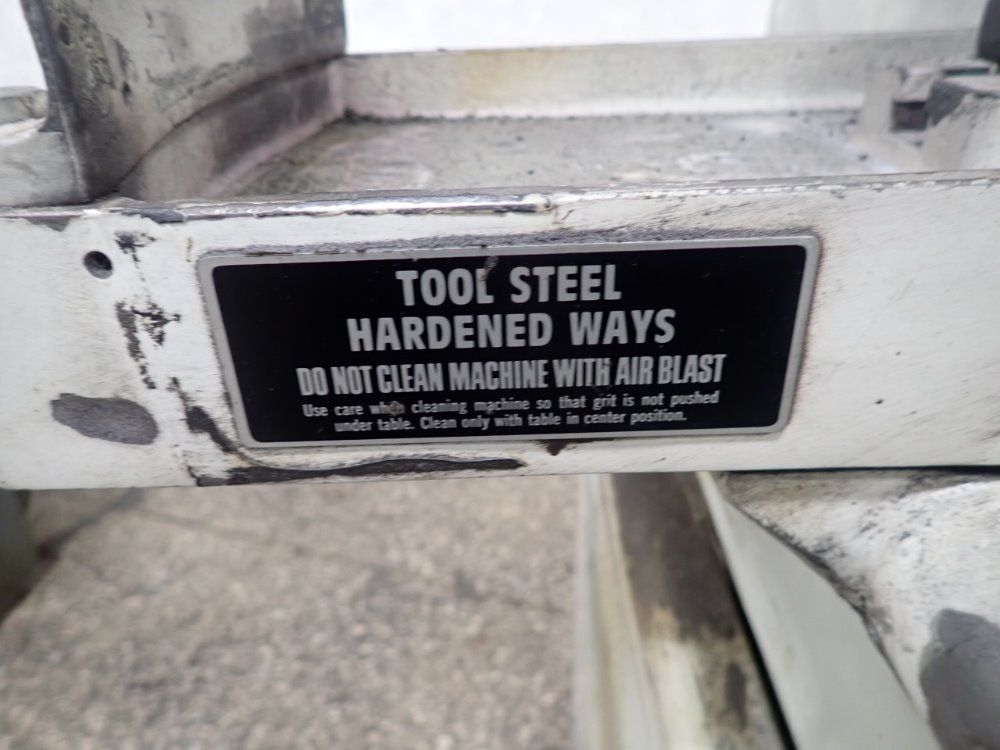 TOOL STEEL
HARDENED WAYS
DO NOT CLEAN MACHINE WITH AIR BLAST
Use care when cleaning machine so that grit is not pushed
under table. Clean only with table in center position.